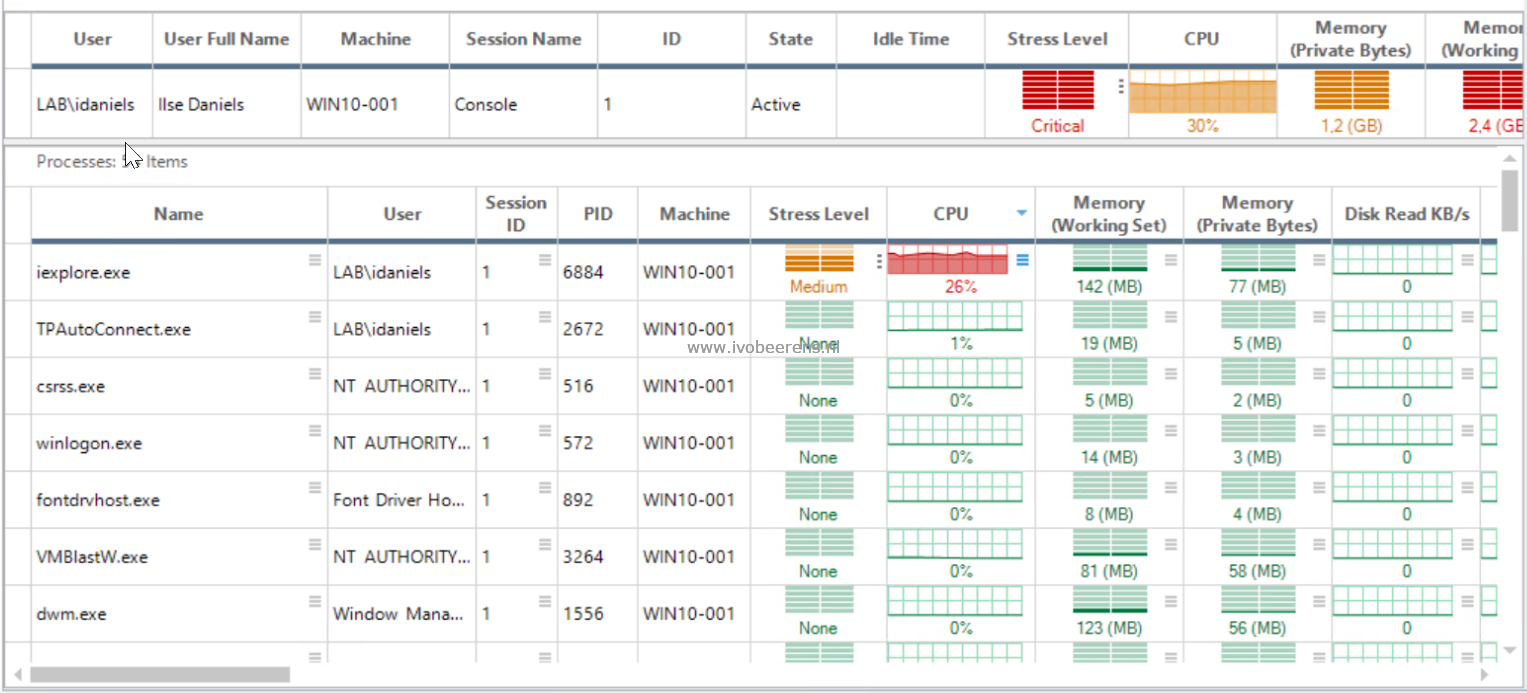 User User Full Name Machine Session Name ID State Idle Time Stress Level CPU Memory (Private Bytes) (Working
LAB\idaniels Ilse Daniels WIN10-001 Console 1 Active Critical 30% 1,2 (GB) 2,4
Processes: Items
Name User Session ID PID Machine Stress Level CPU Memory (Working Set) Memory (Private Bytes) Disk Read KB/s
iexplore.exe LAB\idaniels 1 6884 WIN10-001 Medium 26% 142 (MB) 77 (MB) 0
TPAutoConnect.exe LAB\idaniels 1 2672 WIN10-001 None 1% 19 (MB) 5 (MB) 0
www.ivobeerens.nl
csrss.exe NT AUTHORITY... 1 516 WIN10-001 None 0% 5 (MB) 2 (MB) 0
winlogon.exe NT AUTHORITY... 1 572 WIN10-001 None 0% 14 (MB) 3 (MB) 0
fontdrvhost.exe Font Driver Ho... 1 892 WIN10-001 None 0% 8 (MB) 4 (MB) 0
VMBlastW.exe NT AUTHORITY... 1 3264 WIN10-001 None 0% 81 (MB) 58 (MB) 0
dwm.exe Window Mana... 1 1556 WIN10-001 None 0% 123 (MB) 56 (MB) 0